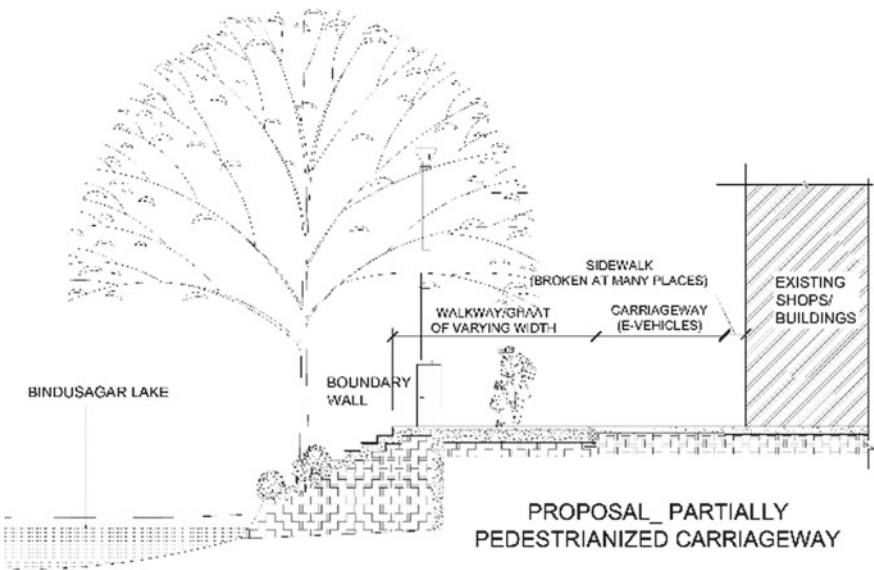 SIDEWALK
(BROKEN AT MANY PLACES)
EXISTING
SHOPS/
BUILDINGS
WALKWAY/GHAAT
OF VARYING WIDTH
CARRIAGEWAY
(E-VEHICLES)
BOUNDARY
WALL
BINDUSAGAR LAKE
PROPOSAL_ PARTIALLY
PEDESTRIANIZED CARRIAGEWAY